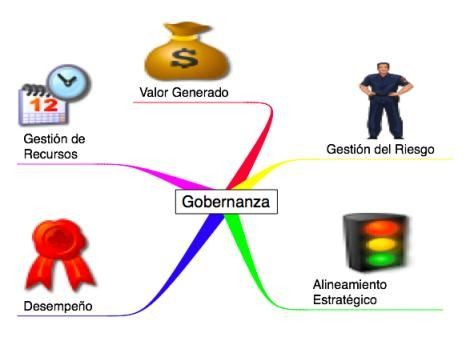 $
Valor Generado
12
Gestión de
Recursos
Gestión del Riesgo
Gobernanza
Alineamiento
Estratégico
Desempeño